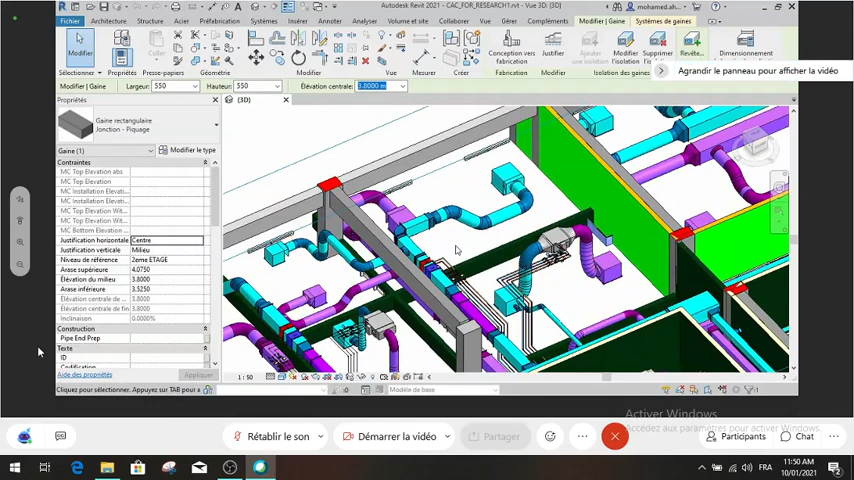 Autodesk Revit 2021 - CAC_FOR_RESEARCH1.rvt - Vue 3D: {3D}
mohamed.ah...
Fichier Architecture Structure Acier Préfabrication Systèmes Insérer Annoter Analyser Volume et site Collaborer Vue Gérer Compléments Modifier | Gaine Systèmes de gaines
Modifier
Propriétés
Coller
Créer
Conception vers fabrication
Justifier
Ajouter
Modifier l'isolation
Supprimer l'isolation
Revête...
Dimensionnement
Sélectionner
Propriétés
Presse-papiers
Géométrie
Modifier
Vue
Mesurer
Créer
Fabrication
Modifier
Isolation des gaines
Agrandir le panneau pour afficher la vidéo
Modifier | Gaine
Largeur: 550
Hauteur: 550
Élévation centrale: 3.8000 m
Propriétés
{3D}
Gaine rectangulaire
Jonction - Piquage
Gaine (1)
Modifier le type
Contraintes
MC Top Elevation abs
MC Top Elevation
MC Installation Elevati...
MC Installation Elevati...
MC Top Elevation Wit...
MC Top Elevation Wit...
MC Bottom Elevation
Justification horizontale Centre
Justification verticale Milieu
Niveau de référence 2eme ETAGE
Arase supérieure 4.0750
Élévation du milieu 3.8000
Arase inférieure 3.5250
Élévation centrale de ... 3.8000
Élévation centrale de fin 3.8000
Inclinaison 0.0000%
Construction
Pipe End Prep
Texte
ID
Codification
Aide des propriétés
Appliquer
1 : 50
Cliquez pour sélectionner. Appuyez sur TAB pour a
Modèle de base
:1
Activer Windows
Accédez aux paramètres pour activer Windows.
Rétablir le son
Démarrer la vidéo
Partager
Participants
Chat
FRA
11:50 AM
10/01/2021
2